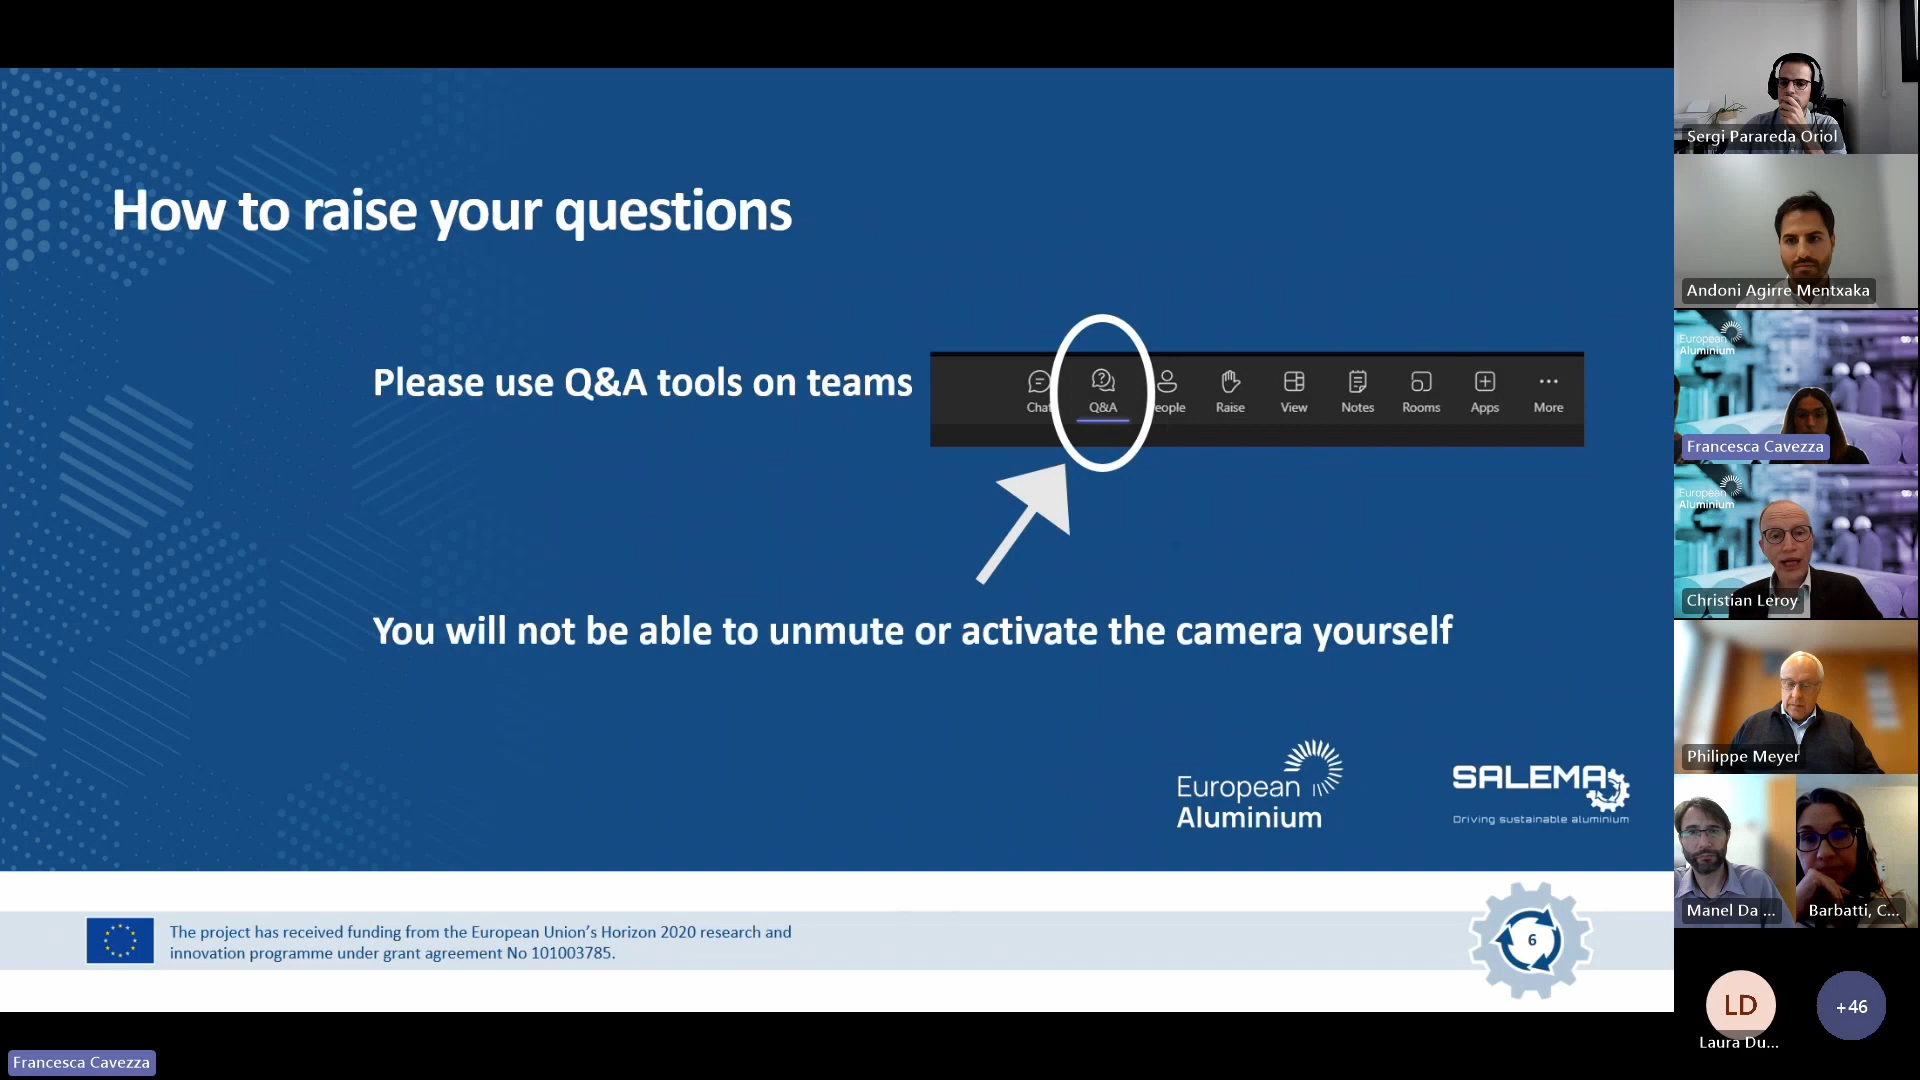 How to raise your questions
Please use Q&A tools on teams
Chat
Q&A
eople
Raise
View
Notes
Rooms
Apps
More
You will not be able to unmute or activate the camera yourself
European
Aluminium
SALEMA
Driving sustainable aluminium
The project has received funding from the European Union’s Horizon 2020 research and
innovation programme under grant agreement No 101003785.
6
Francesca Cavezza
Sergi Parareda Oriol
Andoni Agirre Mentxaka
European
Aluminium
Francesca Cavezza
European
Aluminium
Christian Leroy
Philippe Meyer
Manel Da ...
Barbatti, C...
LD
Laura Du...
+46